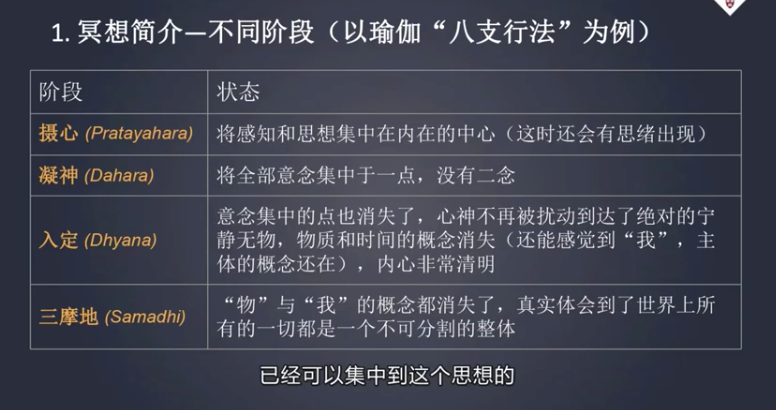 1. 冥想简介—不同阶段（以瑜伽“八支行法”为例）
阶段
状态
摄心 (Pratayahara)
将感知和思想集中在内在的中心（这时还会有思绪出现）
凝神 (Dahara)
将全部意念集中于一点，没有二念
入定 (Dhyana)
意念集中的点也消失了，心神不再被扰动到达了绝对的宁
静无物，物质和时间的概念消失（还能感觉到“我”，主
体的概念还在），内心非常清明
三摩地 (Samadhi)
“物”与“我”的概念都消失了，真实体会到了世界上所
有的一切都是一个不可分割的整体
已经可以集中到这个思想的